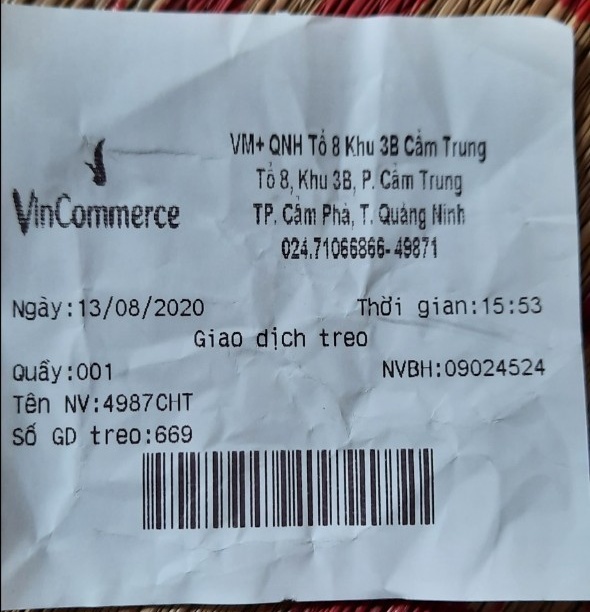 VinCommerce
VM+ QNH Tổ 8 Khu 3B Cẩm Trung
Tổ 8, Khu 3B, P. Cẩm Trung
TP. Cẩm Phả, T. Quảng Ninh
024.71066866-49871
Ngày:13/08/2020 Thời gian:15:53
Giao dịch treo
Quầy:001 NVBH:09024524
Tên NV:4987CHT
Số GD treo:669